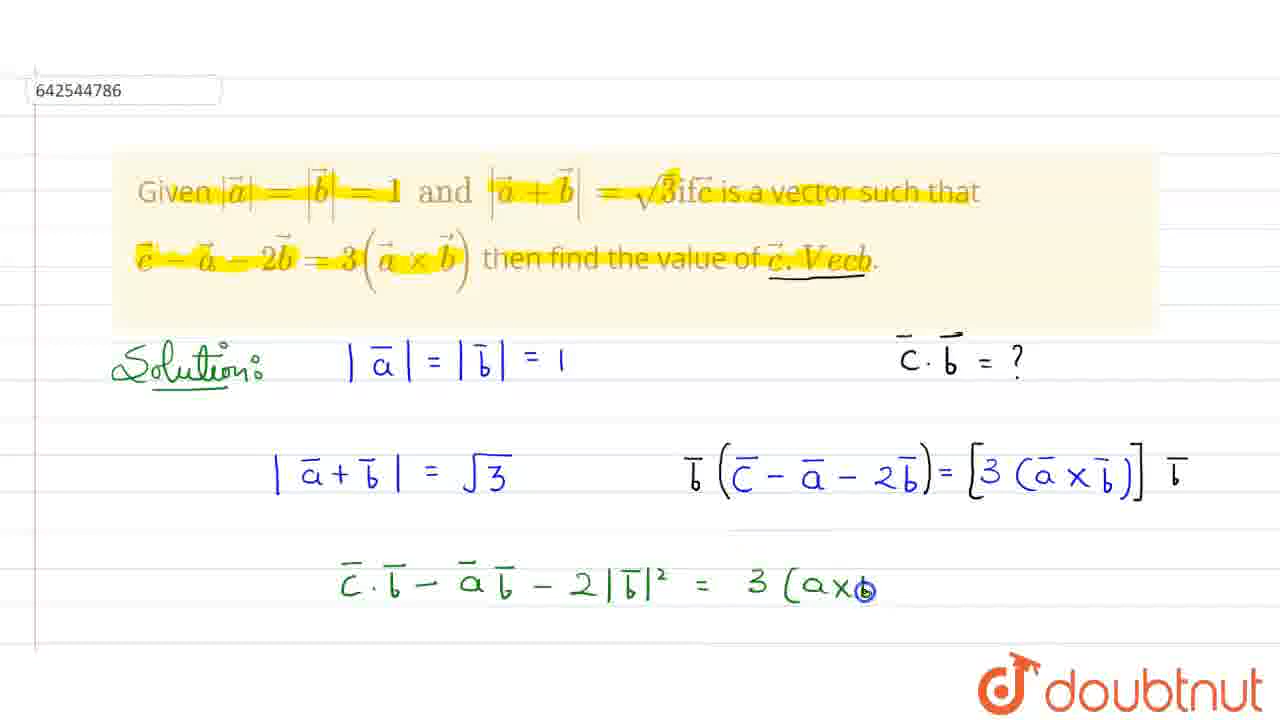 642544786
Given |a⃗| = |b⃗| = 1 and |a⃗ + b⃗| = √3ifc⃗ is a vector such that
c⃗ − a⃗ − 2b⃗ = 3(a⃗ × b⃗) then find the value of c⃗. Vecb.
Solution: |a̅| = |b̅| = 1 c̅ . b̅ = ?
|a̅ + b̅| = √3 b̅ (c̅ − a̅ − 2b̅) = [3 (a̅ × b̅)] b̅
c̅ . b̅ − a̅ b̅ − 2|b̅|² = 3 (a × b
doubtnut